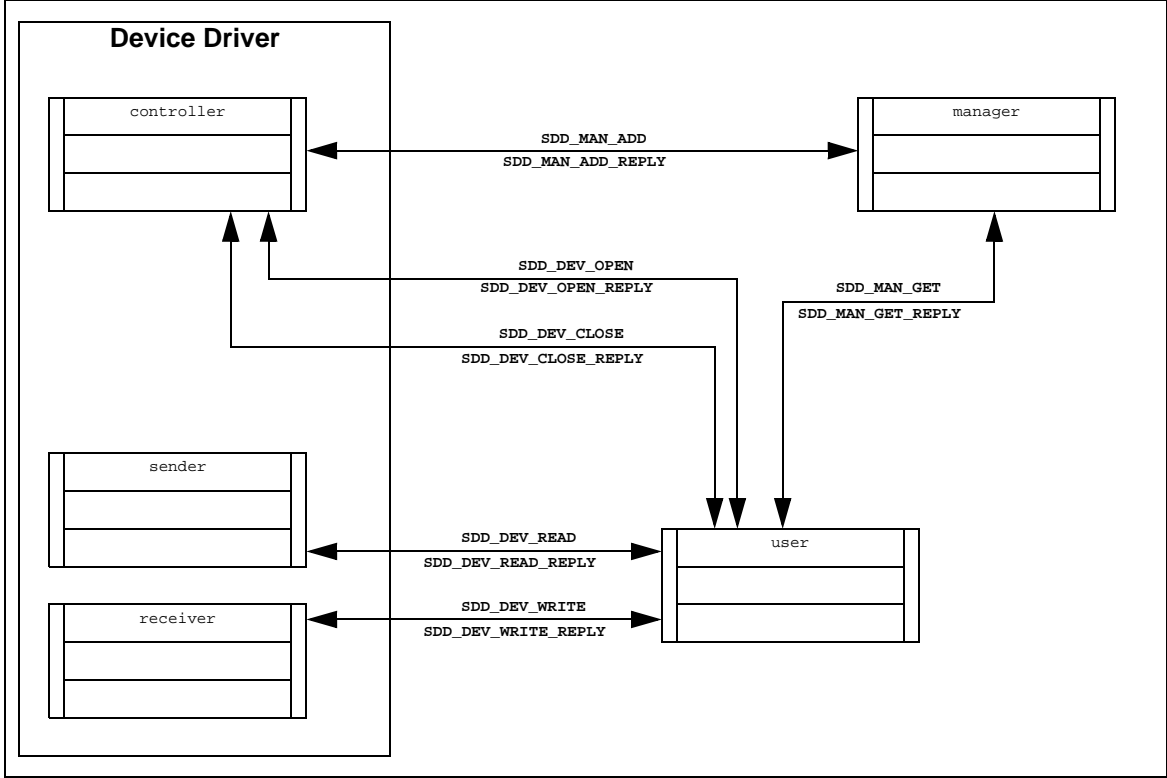 Device Driver
controller
manager
SDD_MAN_ADD
SDD_MAN_ADD_REPLY
SDD_DEV_OPEN
SDD_DEV_OPEN_REPLY
SDD_MAN_GET
SDD_MAN_GET_REPLY
SDD_DEV_CLOSE
SDD_DEV_CLOSE_REPLY
sender
SDD_DEV_READ
SDD_DEV_READ_REPLY
user
receiver
SDD_DEV_WRITE
SDD_DEV_WRITE_REPLY